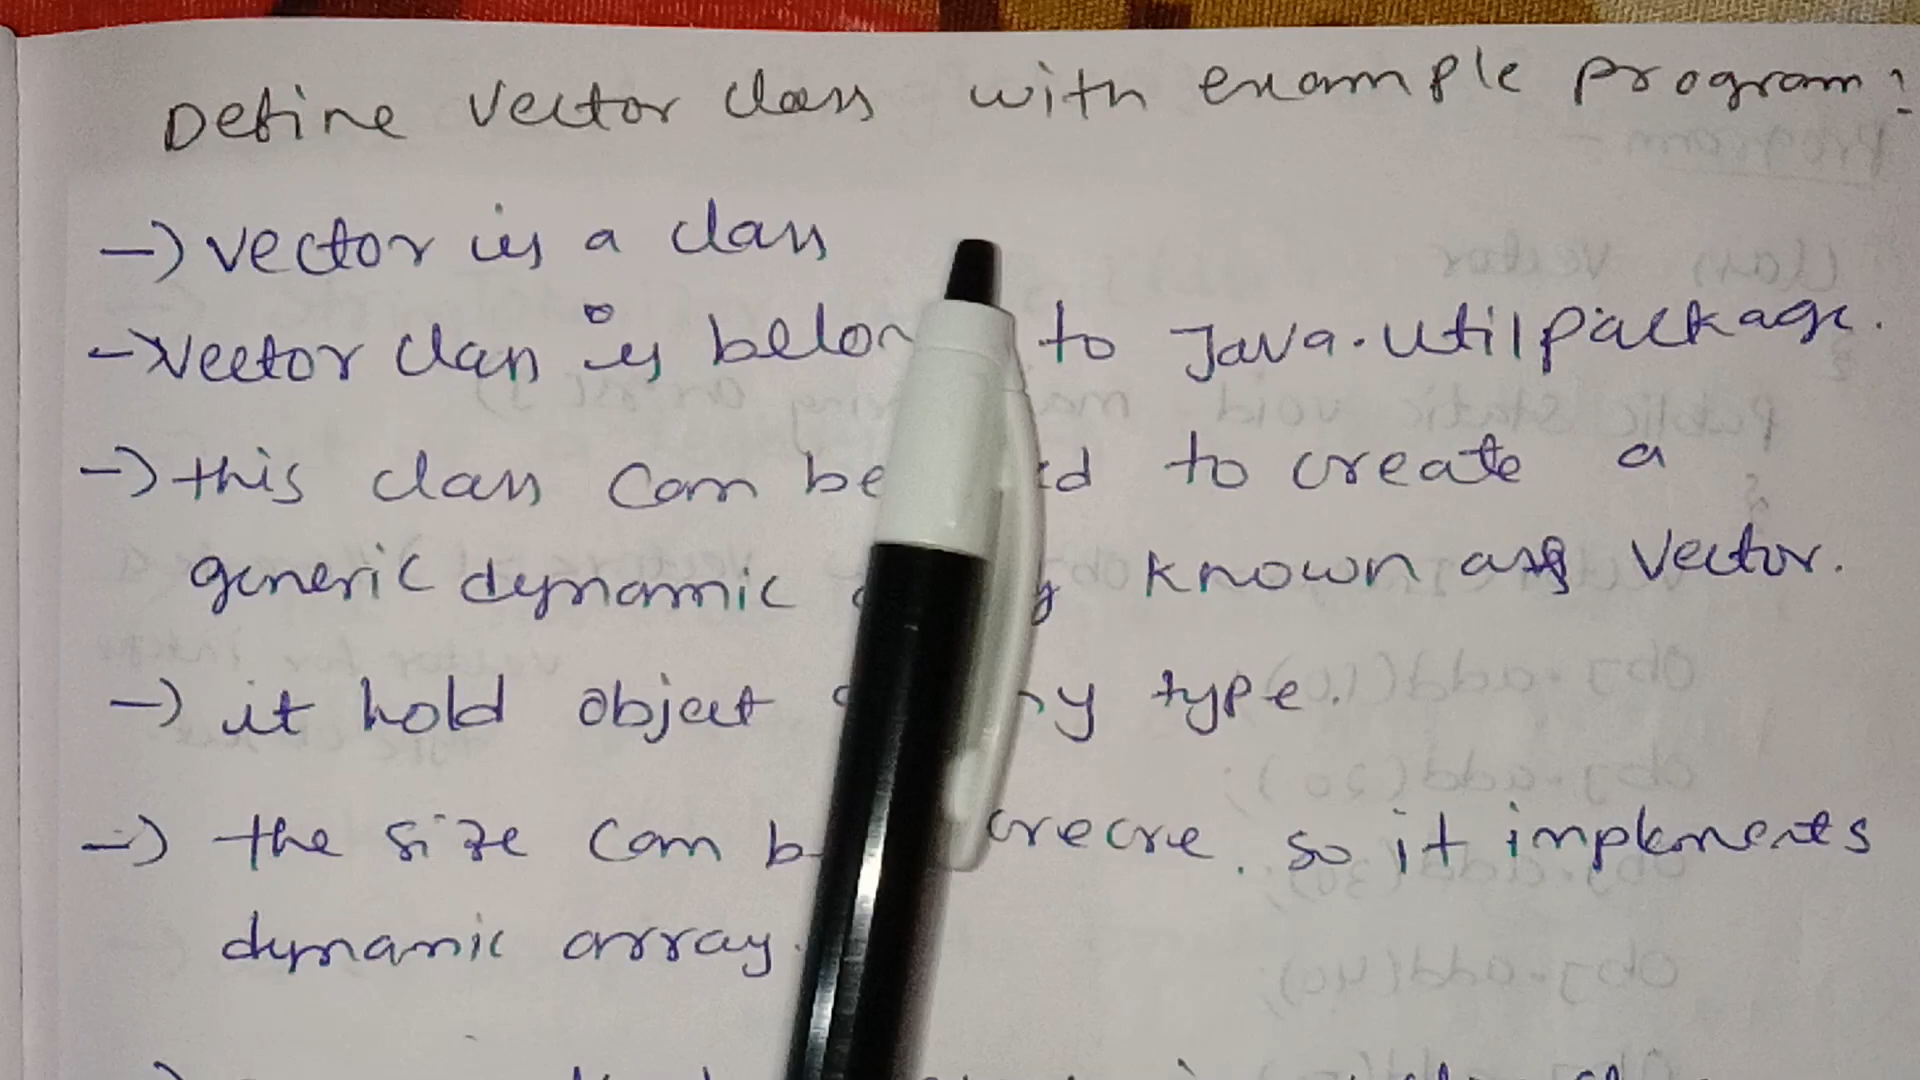 Define Vector class with example program?
-> vector is a class
-> Vector class is belon to Java.util package.
-> this class can be to create a
generic dynamic known as Vector.
-> it hold object type.
-> the size can be so it implements
dynamic array.